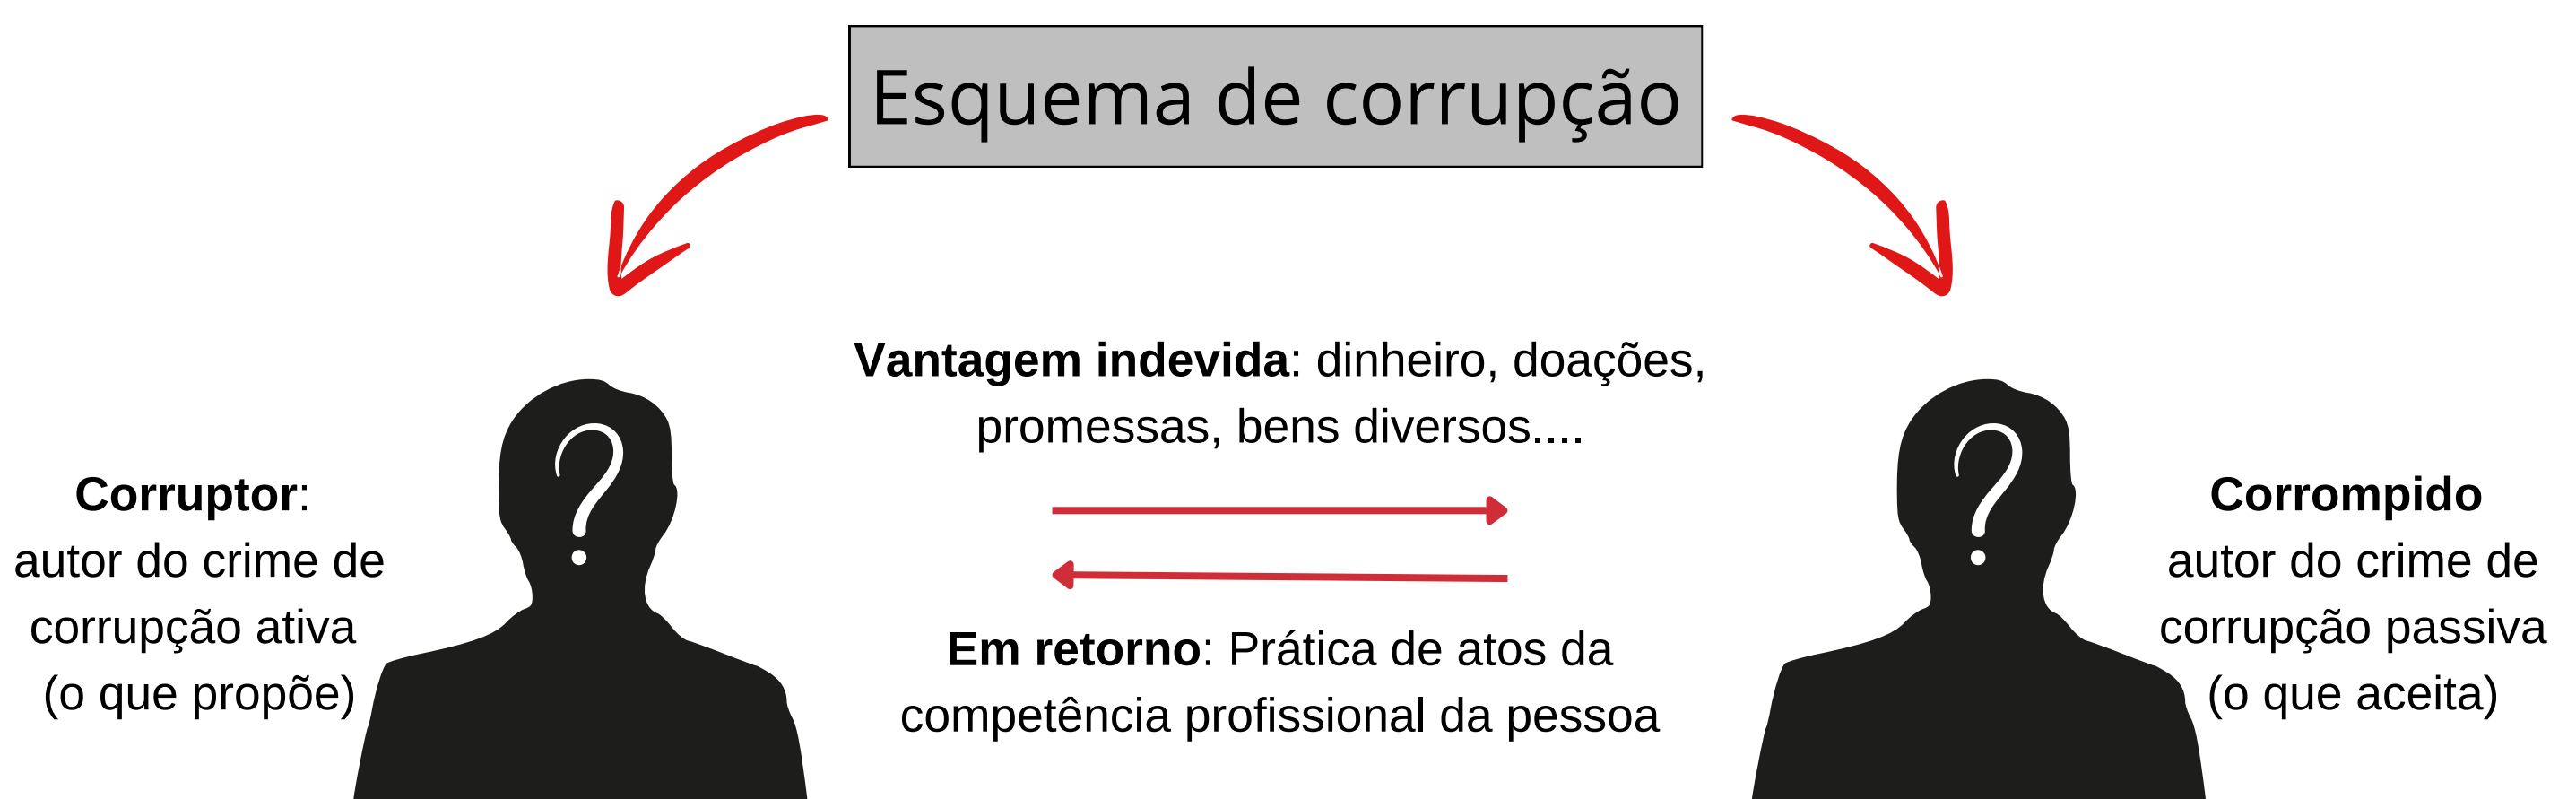 Esquema de corrupção
Vantagem indevida: dinheiro, doações,
promessas, bens diversos....
Corruptor:
autor do crime de
corrupção ativa
(o que propõe)
Em retorno: Prática de atos da
competência profissional da pessoa
Corrompido
autor do crime de
corrupção passiva
(o que aceita)